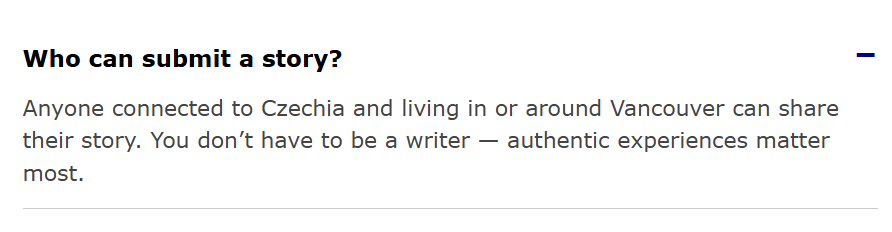 Who can submit a story?
Anyone connected to Czechia and living in or around Vancouver can share
their story. You don’t have to be a writer — authentic experiences matter
most.